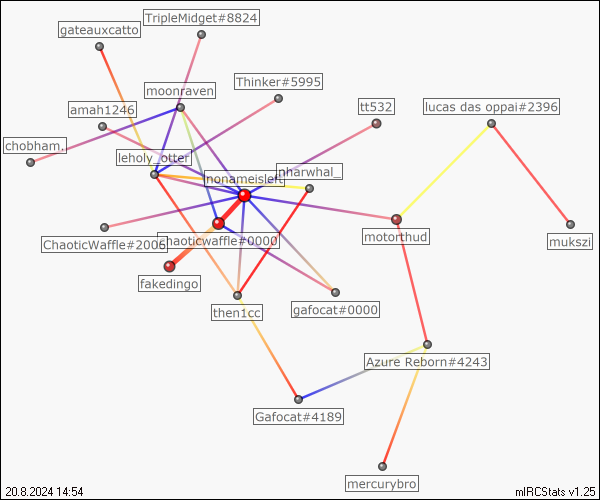 TripleMidget#8824
gateauxcatto
Thinker#5995
moonraven
tt532
lucas das oppai#2396
amah1246
chobham.
leholy_otter
nharwhal_
nonameisleft
motorthud
mukszi
ChaoticWaffle#2006
chaoticwaffle#0000
fakedingo
gafocat#0000
then1cc
Azure Reborn#4243
Gafocat#4189
mercurybro
20.8.2024 14:54
mIRCStats v1.25